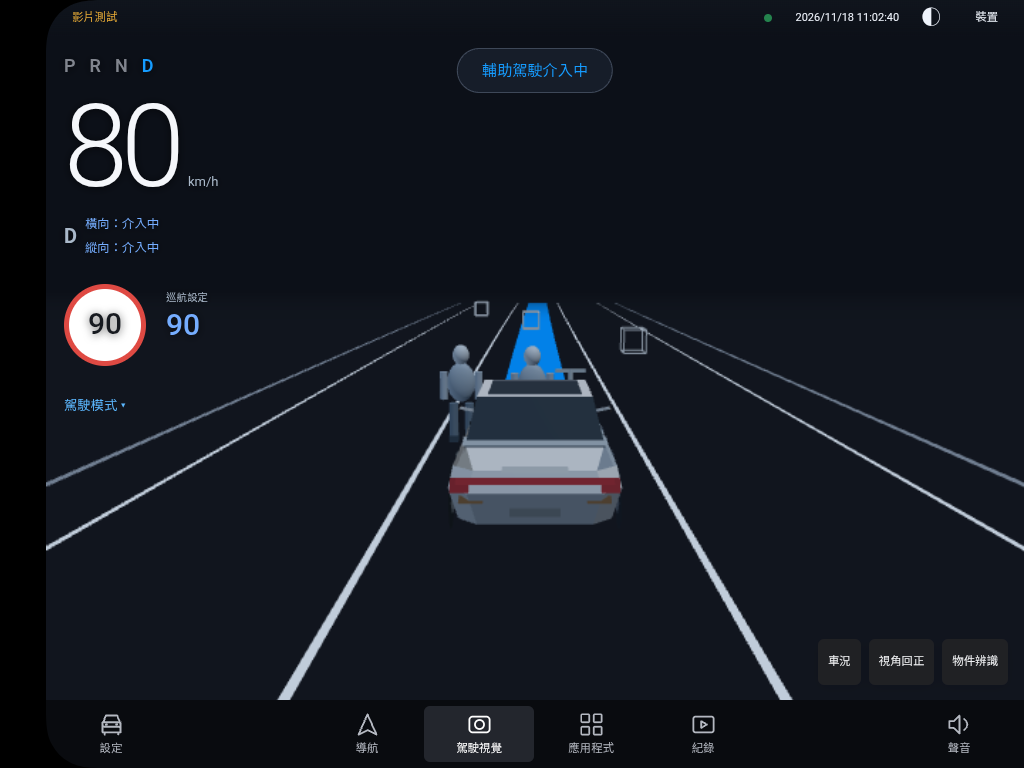 影片測試
2026/11/18 11:02:40
裝置
P R N D
輔助駕駛介入中
80 km/h
D
橫向：介入中
縱向：介入中
90
巡航設定
90
駕駛模式 ▾
車況
視角回正
物件辨識
設定
導航
駕駛視覺
應用程式
紀錄
聲音